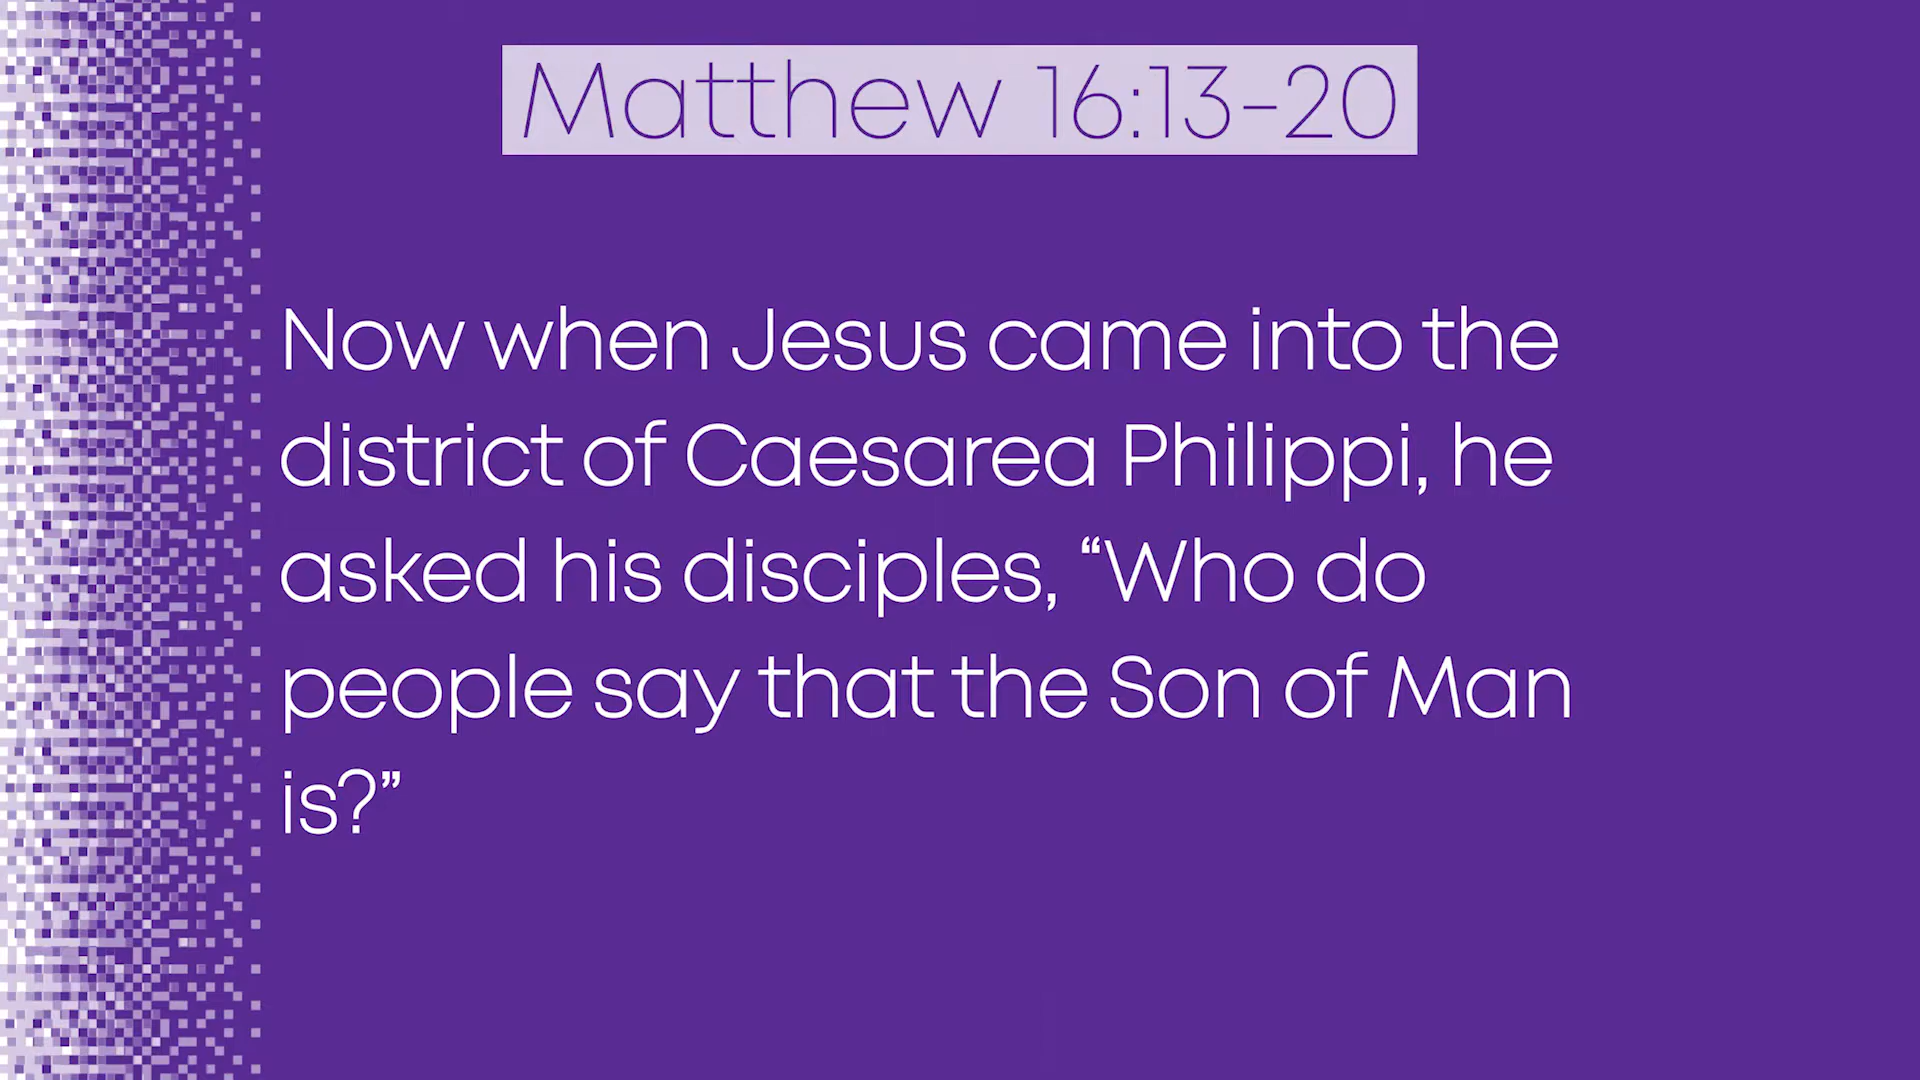 Matthew 16:13-20
Now when Jesus came into the
district of Caesarea Philippi, he
asked his disciples, “Who do
people say that the Son of Man
is?”